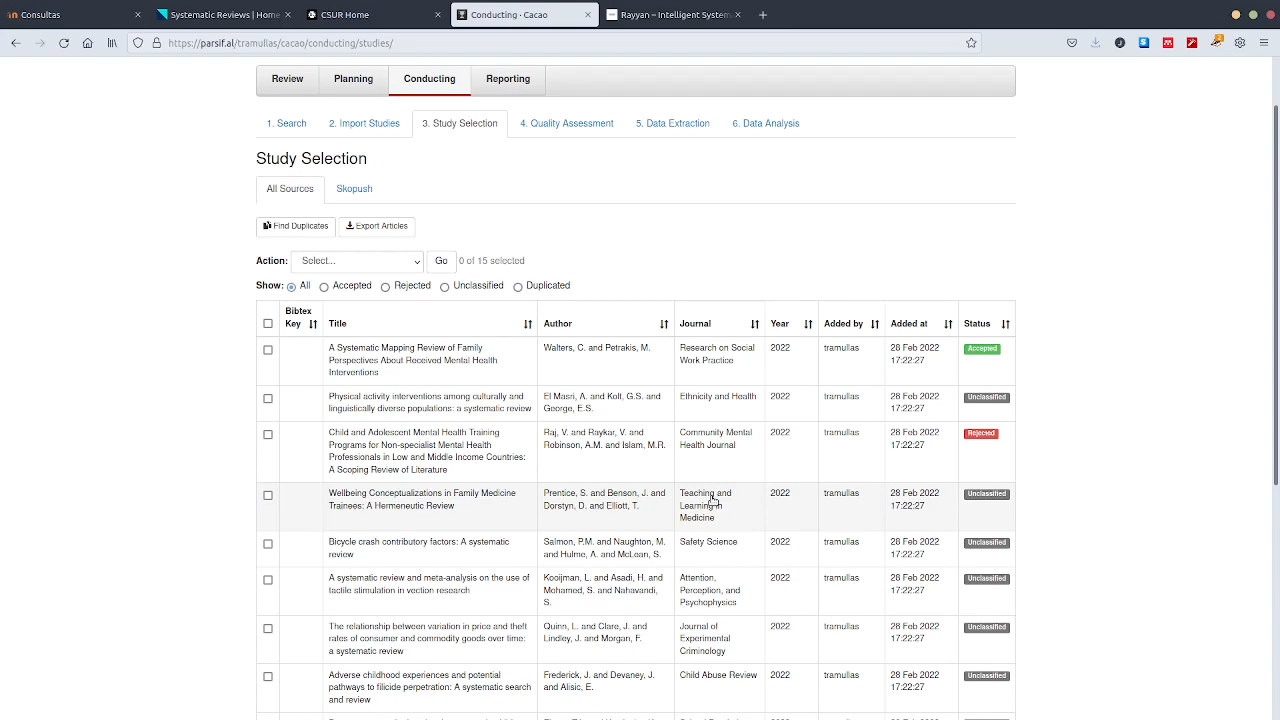 Consultas
Systematic Reviews | Home
SUR Home
Conducting · Cacao
Rayyan – Intelligent System
https://parsif.al/tramullas/cacao/conducting/studies/
Review Planning Conducting Reporting
1. Search 2. Import Studies 3. Study Selection 4. Quality Assessment 5. Data Extraction 6. Data Analysis
Study Selection
All Sources Skopush
Find Duplicates Export Articles
Action: Select... Go 0 of 15 selected
Show: All Accepted Rejected Unclassified Duplicated
Bibtex
Key Title Author Journal Year Added by Added at Status
A Systematic Mapping Review of Family Walters, C. and Petrakis, M. Research on Social 2022 tramullas 28 Feb 2022 Accepted
Perspectives About Received Mental Health Work Practice 17:22:27
Interventions
Physical activity interventions among culturally and El Masri, A. and Kolt, G.S. and Ethnicity and Health 2022 tramullas 28 Feb 2022 Unclassified
linguistically diverse populations: a systematic review George, E.S. 17:22:27
Child and Adolescent Mental Health Training Raj, V. and Raykar, V. and Community Mental 2022 tramullas 28 Feb 2022 Rejected
Programs for Non-specialist Mental Health Robinson, A.M. and Islam, M.R. Health Journal 17:22:27
Professionals in Low and Middle Income Countries:
A Scoping Review of Literature
Wellbeing Conceptualizations in Family Medicine Prentice, S. and Benson, J. and Teaching and 2022 tramullas 28 Feb 2022 Unclassified
Trainees: A Hermeneutic Review Dorstyn, D. and Elliott, T. Learning in 17:22:27
Medicine
Bicycle crash contributory factors: A systematic Salmon, P.M. and Naughton, M. Safety Science 2022 tramullas 28 Feb 2022 Unclassified
review and Hulme, A. and McLean, S. 17:22:27
A systematic review and meta-analysis on the use of Kooijman, L. and Asadi, H. and Attention, 2022 tramullas 28 Feb 2022 Unclassified
tactile stimulation in vection research Mohamed, S. and Nahavandi, Perception, and 17:22:27
S. Psychophysics
The relationship between variation in price and theft Quinn, L. and Clare, J. and Journal of 2022 tramullas 28 Feb 2022 Unclassified
rates of consumer and commodity goods over time: Lindley, J. and Morgan, F. Experimental 17:22:27
a systematic review Criminology
Adverse childhood experiences and potential Frederick, J. and Devaney, J. Child Abuse Review 2022 tramullas 28 Feb 2022 Unclassified
pathways to filicide perpetration: A systematic search and Alisic, E. 17:22:27
and review